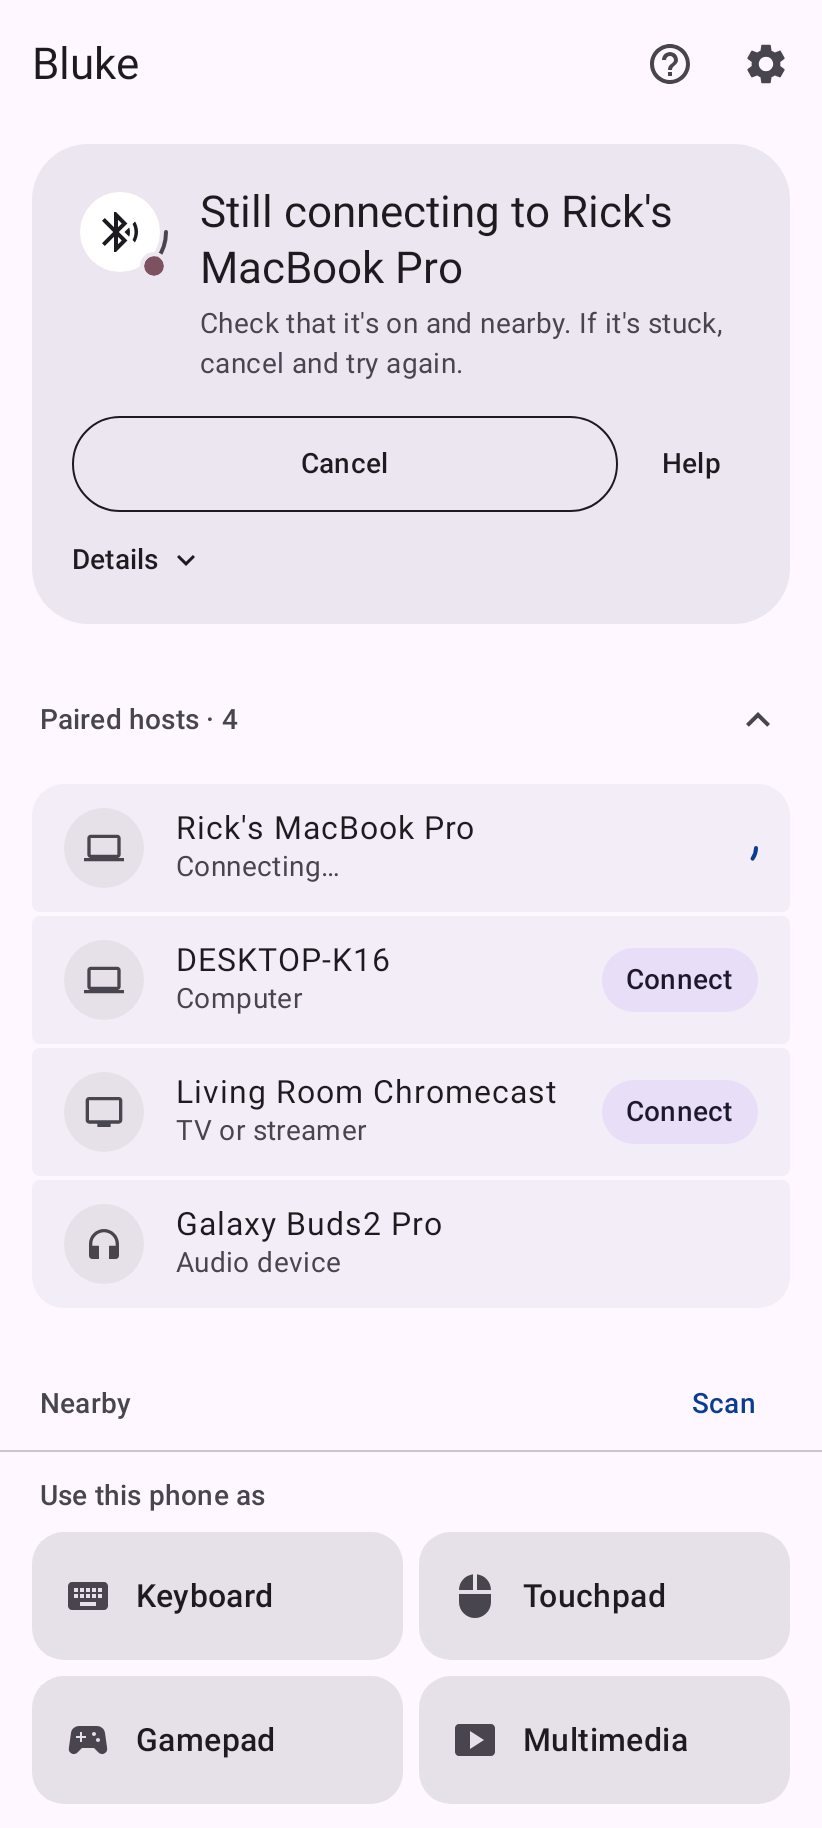 Bluke
Still connecting to Rick's
MacBook Pro
Check that it's on and nearby. If it's stuck,
cancel and try again.
Cancel
Help
Details
Paired hosts · 4
Rick's MacBook Pro
Connecting…
DESKTOP-K16
Computer
Connect
Living Room Chromecast
TV or streamer
Connect
Galaxy Buds2 Pro
Audio device
Nearby
Scan
Use this phone as
Keyboard
Touchpad
Gamepad
Multimedia